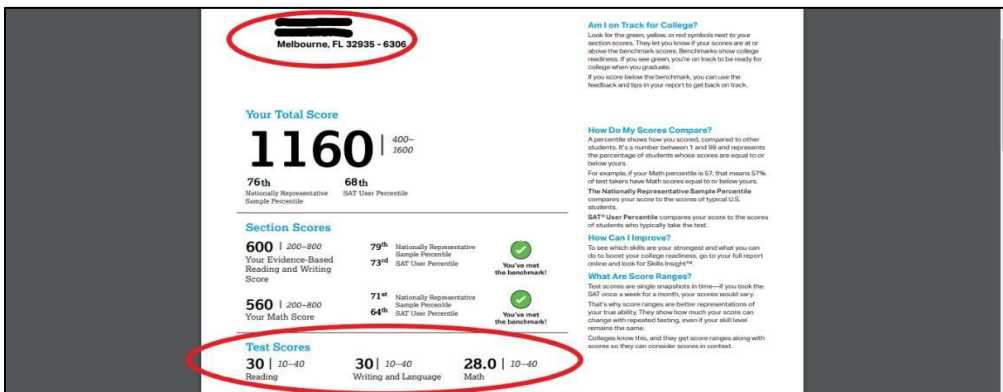 Melbourne, FL 32935 - 6306
Your Total Score
1160 | 400–
1600
76th
Nationally Representative
Sample Percentile
68th
SAT User Percentile
Section Scores
600 | 200–800
Your Evidence-Based
Reading and Writing
Score
79th Nationally Representative
Sample Percentile
73rd SAT User Percentile
You've met
the benchmark!
560 | 200–800
Your Math Score
71st Nationally Representative
Sample Percentile
64th SAT User Percentile
You've met
the benchmark!
Test Scores
30 | 10–40
Reading
30 | 10–40
Writing and Language
28.0 | 10–40
Math
Am I on Track for College?
Look for the green, yellow, or red symbols next to your
section scores. They let you know if your scores are at or
above the benchmark scores. Benchmarks show college
readiness. If you see green, you're on track to be ready for
college when you graduate.
If you score below the benchmark, you can use the
feedback and tips in your report to get back on track.
How Do My Scores Compare?
A percentile shows how you scored, compared to other
students. It's a number between 1 and 99 and represents
the percentage of students whose scores are equal to or
below yours.
For example, if your Math percentile is 57, that means 57%
of test takers have Math scores equal to or below yours.
The Nationally Representative Sample Percentile
compares your score to the scores of typical U.S.
students.
SAT® User Percentile compares your score to the scores
of students who typically take the test.
How Can I Improve?
To see which skills are your strongest and what you can
do to boost your college readiness, go to your full report
online and look for Skills Insight™.
What Are Score Ranges?
Test scores are single snapshots in time—if you took the
SAT once a week for a month, your scores would vary.
That's why score ranges are better representations of
your true ability. They show how much your score can
change with repeated testing, even if your skill level
remains the same.
Colleges know this, and they get score ranges along with
scores so they can consider scores in context.